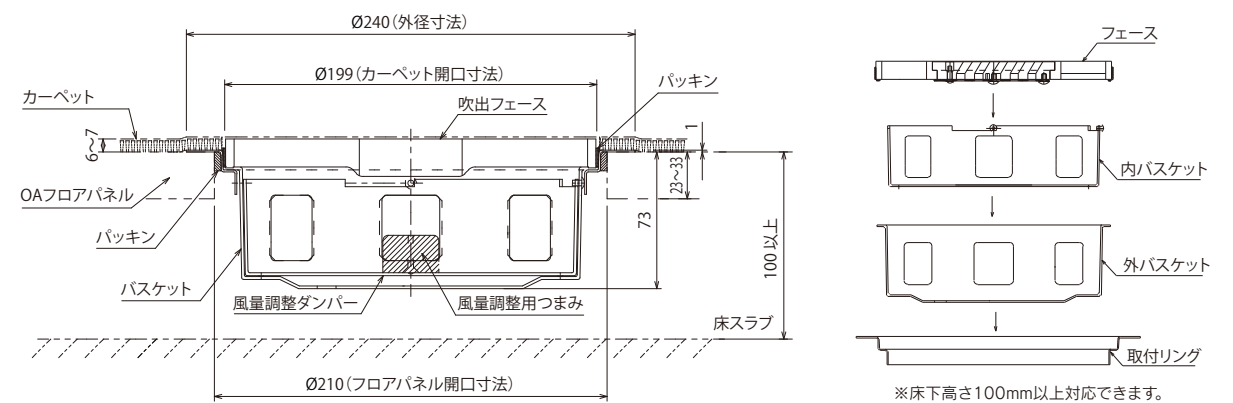 Ø240(外径寸法)
Ø199(カーペット開口寸法)
パッキン
カーペット
吹出フェース
6～7
1
OAフロアパネル
23～33
パッキン
73
100 以上
バスケット
風量調整ダンパー
風量調整用つまみ
床スラブ
Ø210(フロアパネル開口寸法)
フェース
内バスケット
外バスケット
取付リング
※床下高さ100mm以上対応できます。